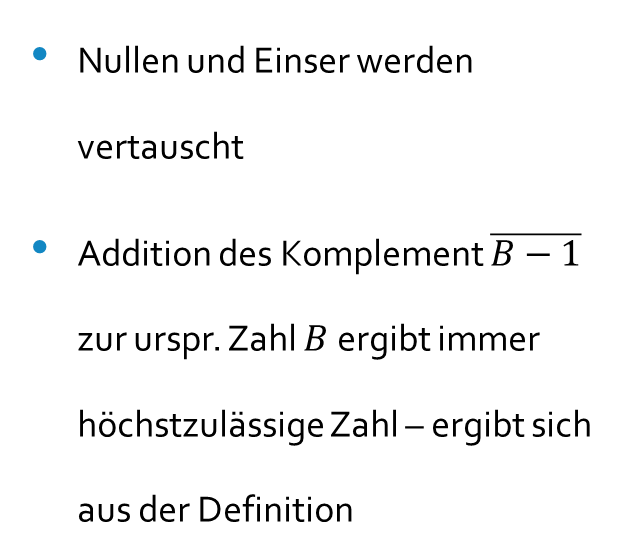 • Nullen und Einser werden
vertauscht
• Addition des Komplement $\overline{B - 1}$
zur urspr. Zahl $B$ ergibt immer
höchstzulässige Zahl – ergibt sich
aus der Definition